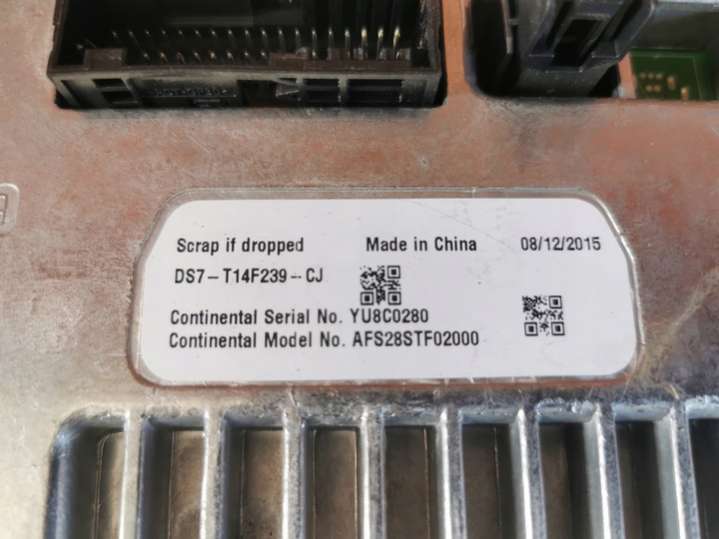 Scrap if dropped Made in China 08/12/2015
DS7-T14F239-CJ
Continental Serial No. YU8C0280
Continental Model No. AFS28STF02000